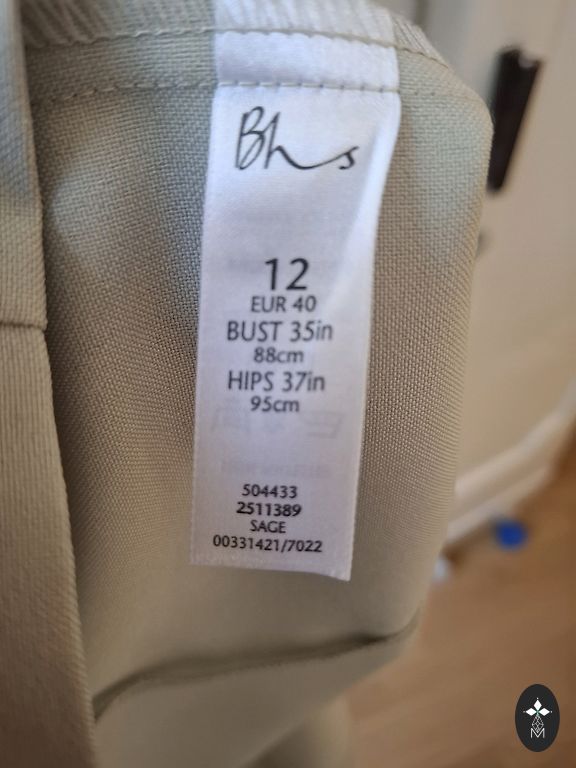 Bhs
12
EUR 40
BUST 35in
88cm
HIPS 37in
95cm
504433
2511389
SAGE
00331421/7022